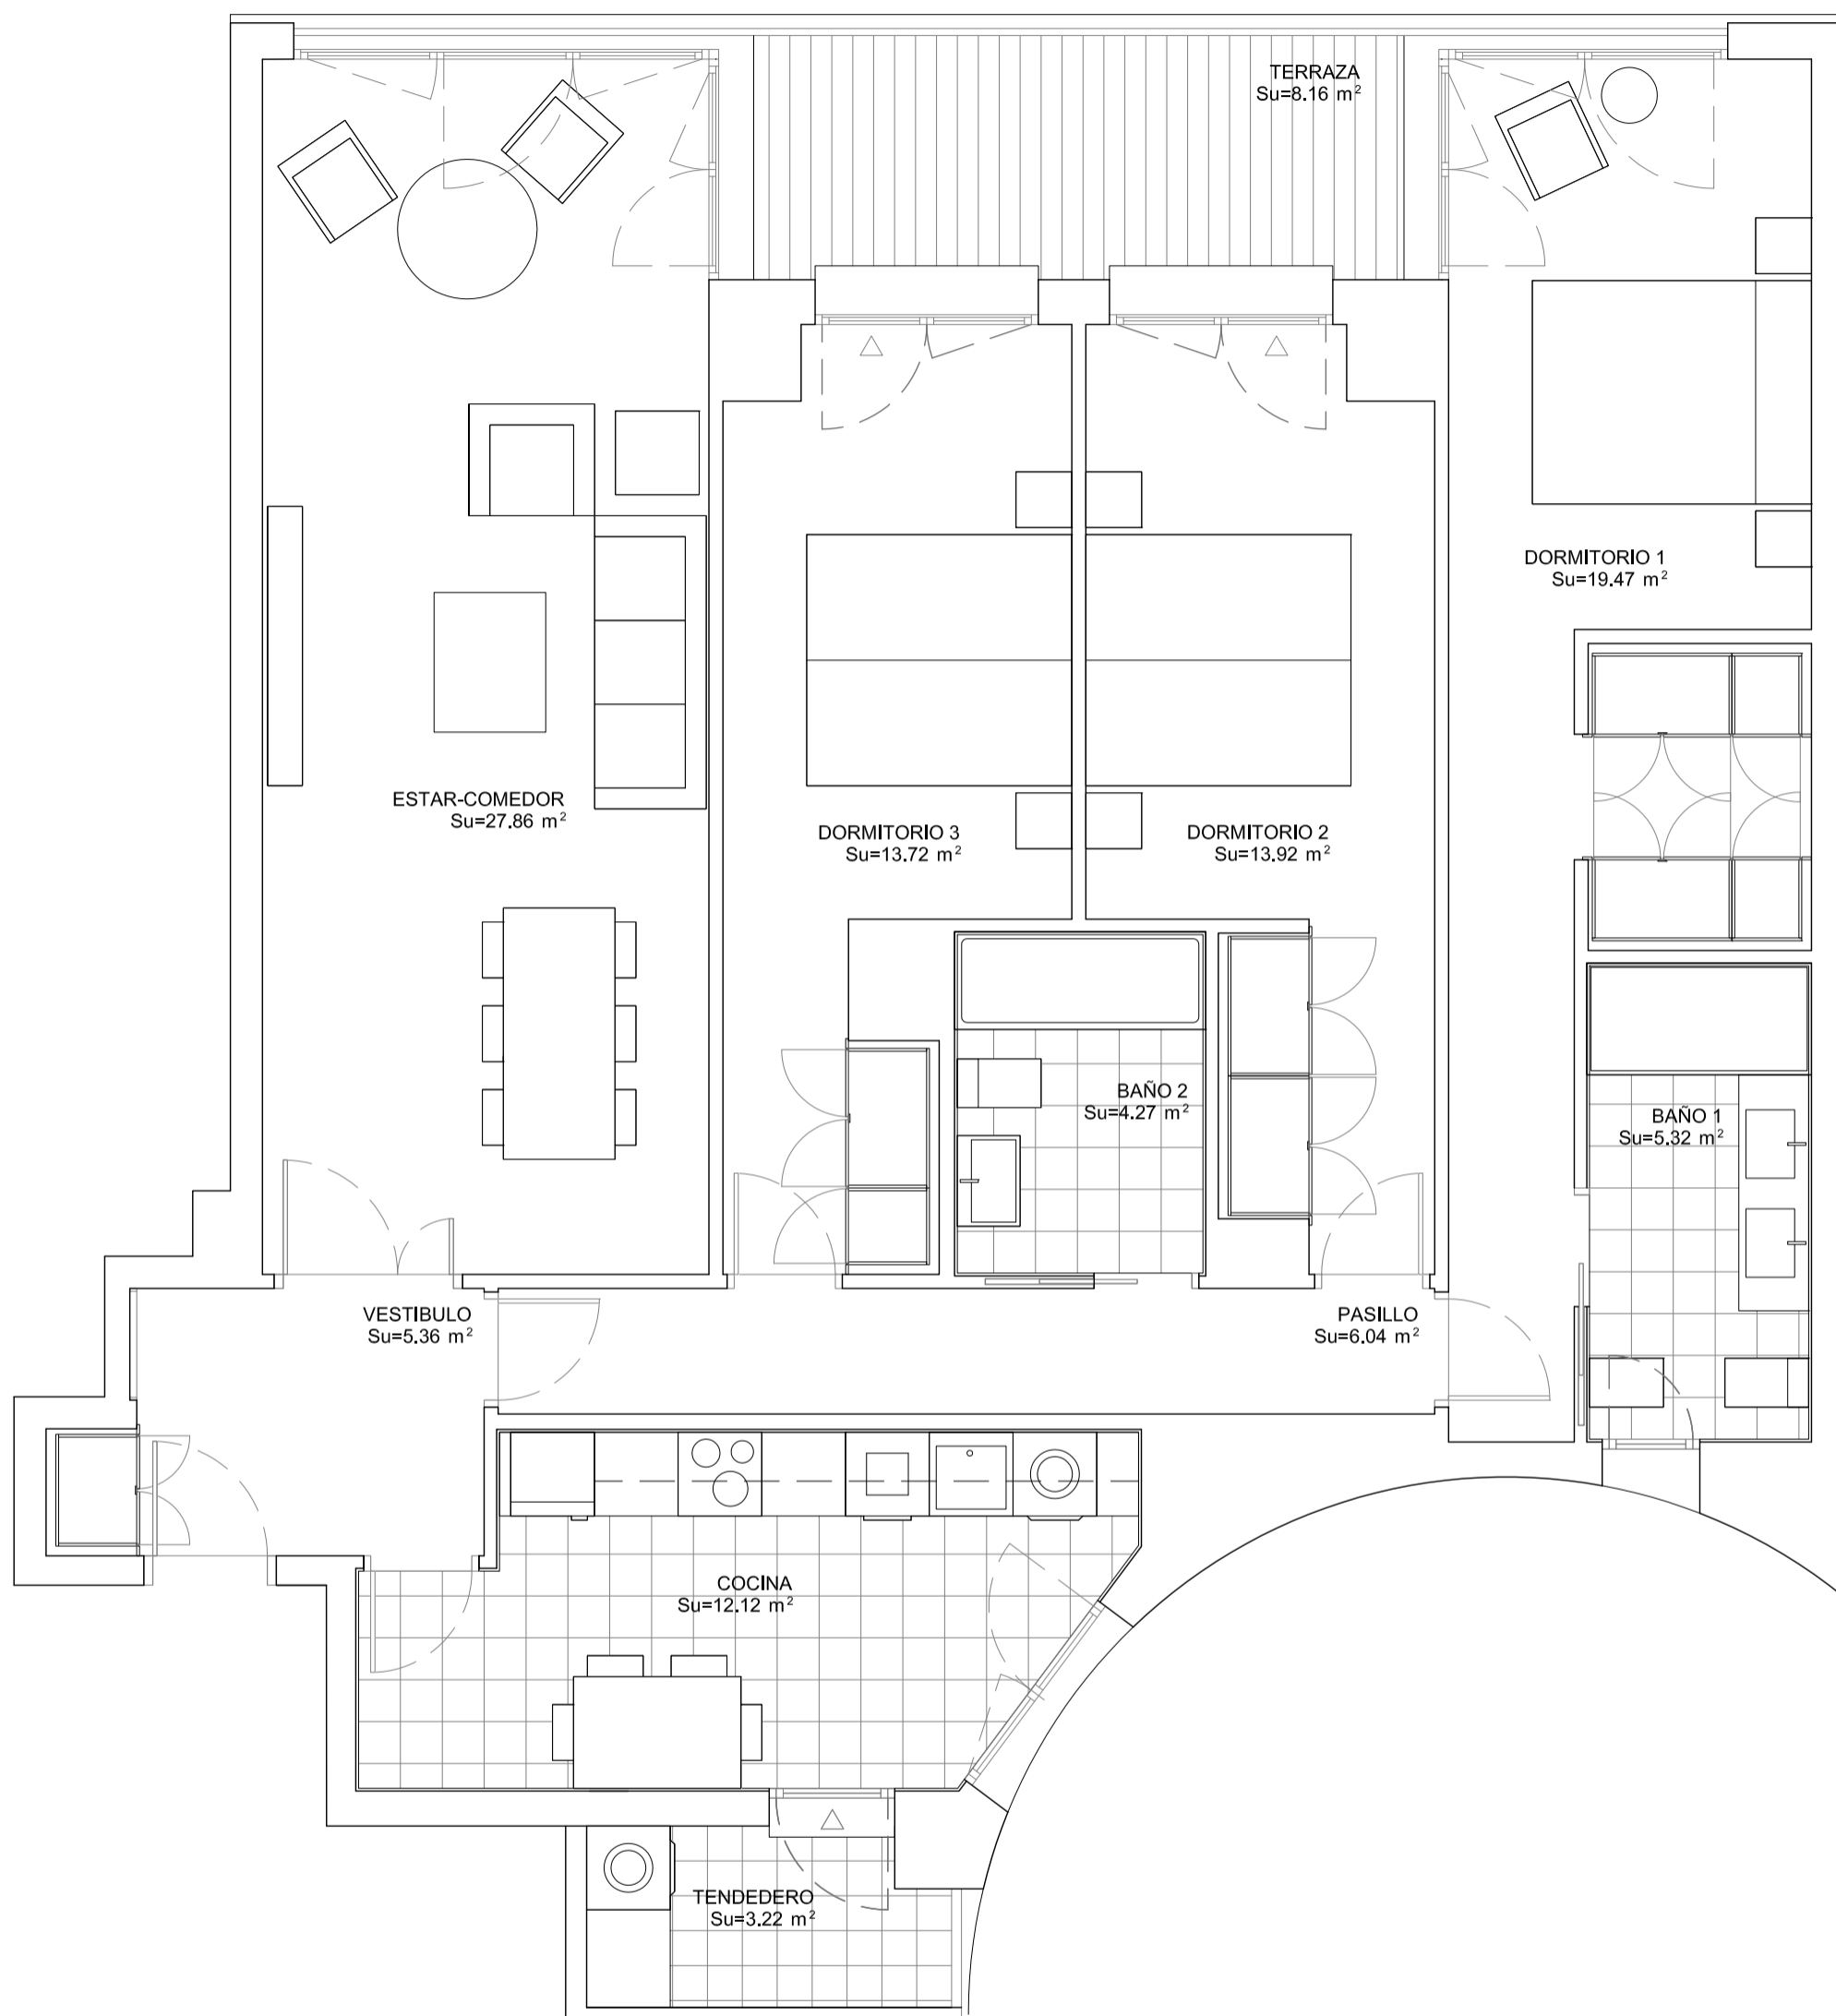 TERRAZA
Su=8.16 m²
DORMITORIO 1
Su=19.47 m²
ESTAR-COMEDOR
Su=27.86 m²
DORMITORIO 3
Su=13.72 m²
DORMITORIO 2
Su=13.92 m²
BAÑO 2
Su=4.27 m²
BAÑO 1
Su=5.32 m²
VESTIBULO
Su=5.36 m²
PASILLO
Su=6.04 m²
COCINA
Su=12.12 m²
TENDEDERO
Su=3.22 m²